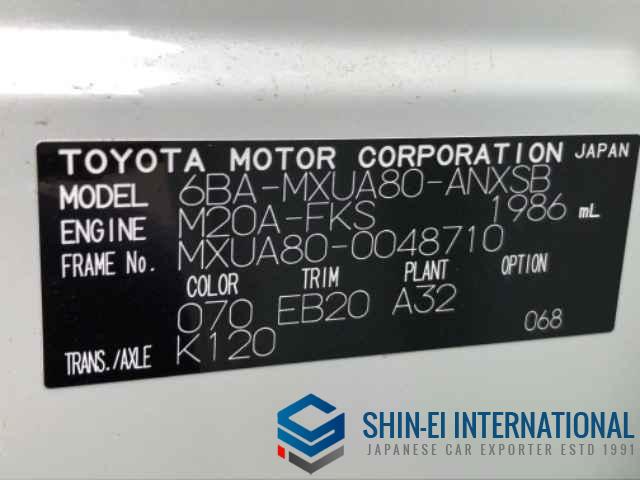 TOYOTA MOTOR CORPORATION JAPAN
MODEL 6BA-MXUA80-ANXSB
ENGINE M20A-FKS 1986 mL
FRAME No. MXUA80-0048710
COLOR TRIM PLANT OPTION
070 EB20 A32
068
TRANS./AXLE K120
SHIN-EI INTERNATIONAL
JAPANESE CAR EXPORTER ESTD 1991